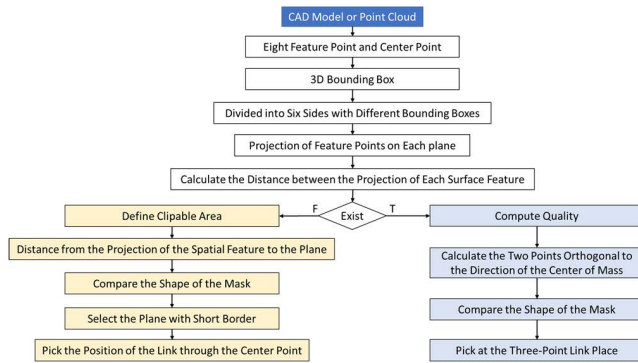 CAD Model or Point Cloud
Eight Feature Point and Center Point
3D Bounding Box
Divided into Six Sides with Different Bounding Boxes
Projection of Feature Points on Each plane
Calculate the Distance between the Projection of Each Surface Feature
F
Exist
T
Define Clipable Area
Distance from the Projection of the Spatial Feature to the Plane
Compare the Shape of the Mask
Select the Plane with Short Border
Pick the Position of the Link through the Center Point
Compute Quality
Calculate the Two Points Orthogonal to
the Direction of the Center of Mass
Compare the Shape of the Mask
Pick at the Three-Point Link Place